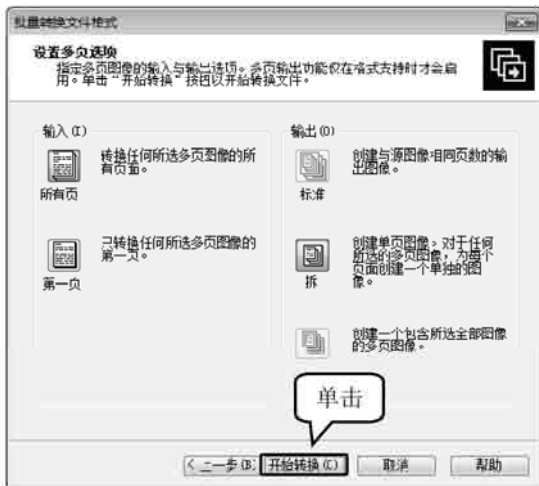 批量转换文件格式
设置多页选项
指定多页图像的输入与输出选项。多页输出功能仅在格式支持时才会启
用。单击“开始转换”按钮以开始转换文件。
输入(I)
转换任何所选多页图像的所
有页面。
所有页
只转换任何所选多页图像的
第一页。
第一页
输出(O)
创建与源图像相同页数的输
出图像。
标准
创建单页图像，对于任何
所选的多页图像，为每个
页面创建一个单独的图
像。
拆
创建一个包含所选全部图像
的多页图像。
单击
< 上一步(B)
开始转换(C)
取消
帮助